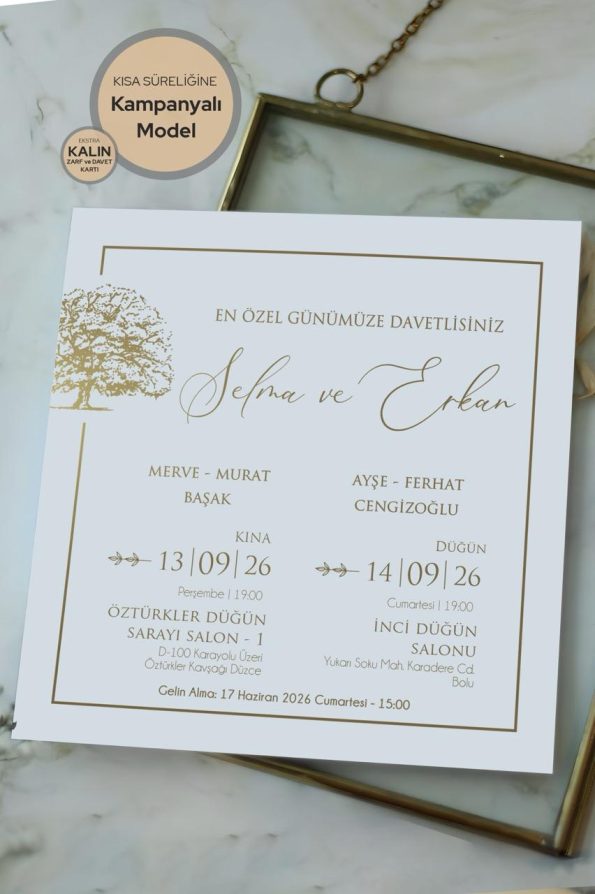 KISA SÜRELİĞİNE
Kampanyalı
Model
EKSTRA
KALIN
ZARF ve DAVET
KARTI
EN ÖZEL GÜNÜMÜZE DAVETLİSİNİZ
Selma ve Erkan
MERVE - MURAT
BAŞAK
AYŞE - FERHAT
CENGİZOĞLU
KINA
13|09|26
Perşembe | 19:00
ÖZTÜRKLER DÜĞÜN
SARAYI SALON - 1
D-100 Karayolu Üzeri
Öztürkler Kavşağı Düzce
DÜĞÜN
14|09|26
Cumartesi | 19:00
İNCİ DÜĞÜN
SALONU
Yukarı Soku Mah. Karadere Cd.
Bolu
Gelin Alma: 17 Haziran 2026 Cumartesi - 15:00